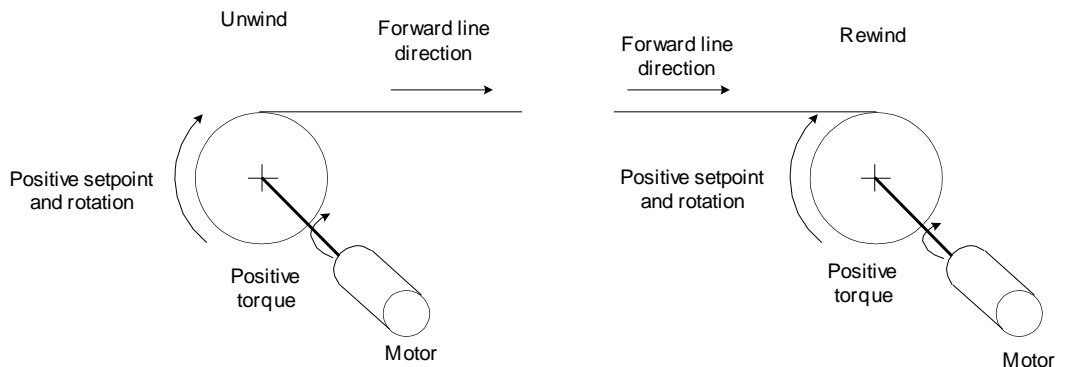 Unwind
Forward line
direction
Positive setpoint
and rotation
Positive
torque
Motor
Rewind
Forward line
direction
Positive setpoint
and rotation
Positive
torque
Motor